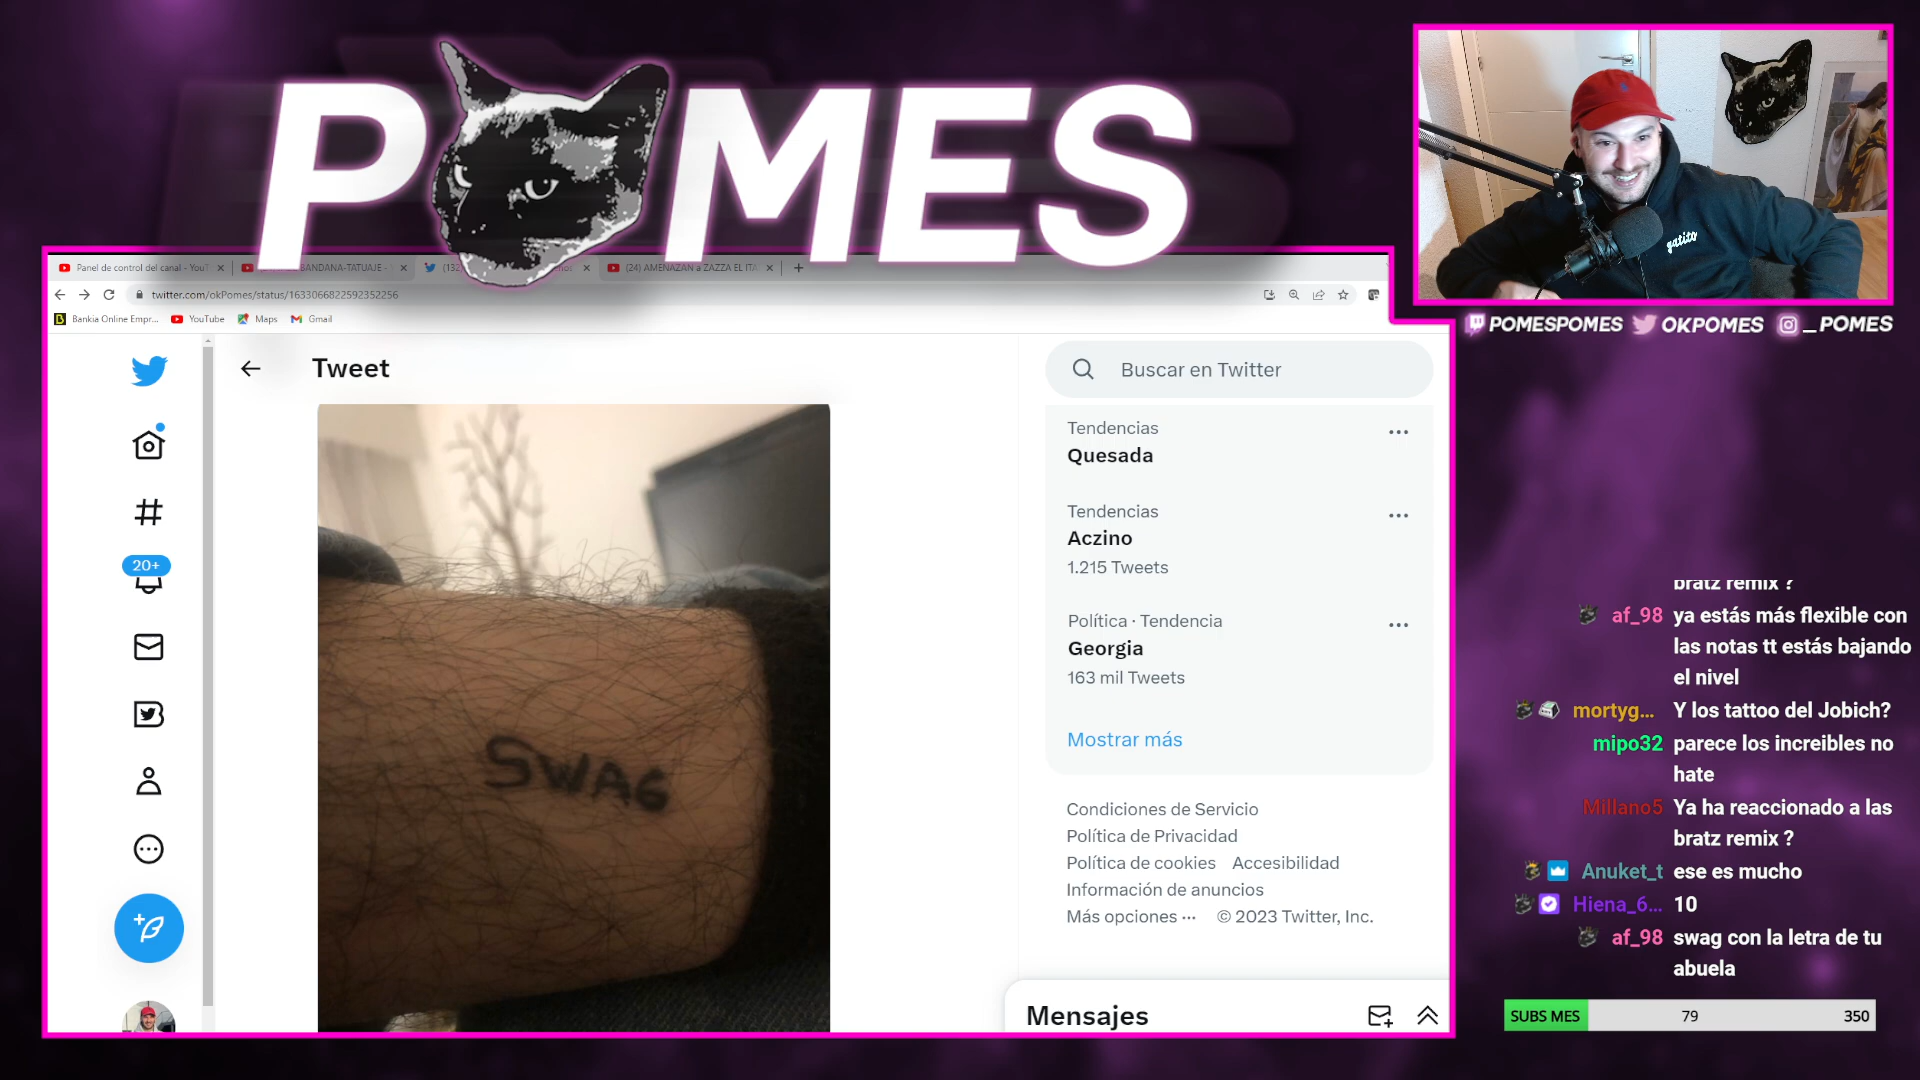 POMES
Panel de control del canal - YouT
BANDANA-TATUAJE -
(24) AMENAZAN a ZAZZA EL ITA
twitter.com/okPomes/status/1633066822592352256
Bankia Online Empr...
YouTube
Maps
Gmail
gatito
POMESPOMES
OKPOMES
_POMES
Tweet
Buscar en Twitter
20+
SWAG
Tendencias
Quesada
Tendencias
Aczino
1.215 Tweets
Política · Tendencia
Georgia
163 mil Tweets
Mostrar más
Condiciones de Servicio
Política de Privacidad
Política de cookies Accesibilidad
Información de anuncios
Más opciones ··· © 2023 Twitter, Inc.
Mensajes
bratz remix ?
af_98 ya estás más flexible con
las notas tt estás bajando
el nivel
mortyg... Y los tattoo del Jobich?
mipo32 parece los increibles no
hate
Millano5 Ya ha reaccionado a las
bratz remix ?
Anuket_t ese es mucho
Hiena_6... 10
af_98 swag con la letra de tu
abuela
SUBS MES 79 350